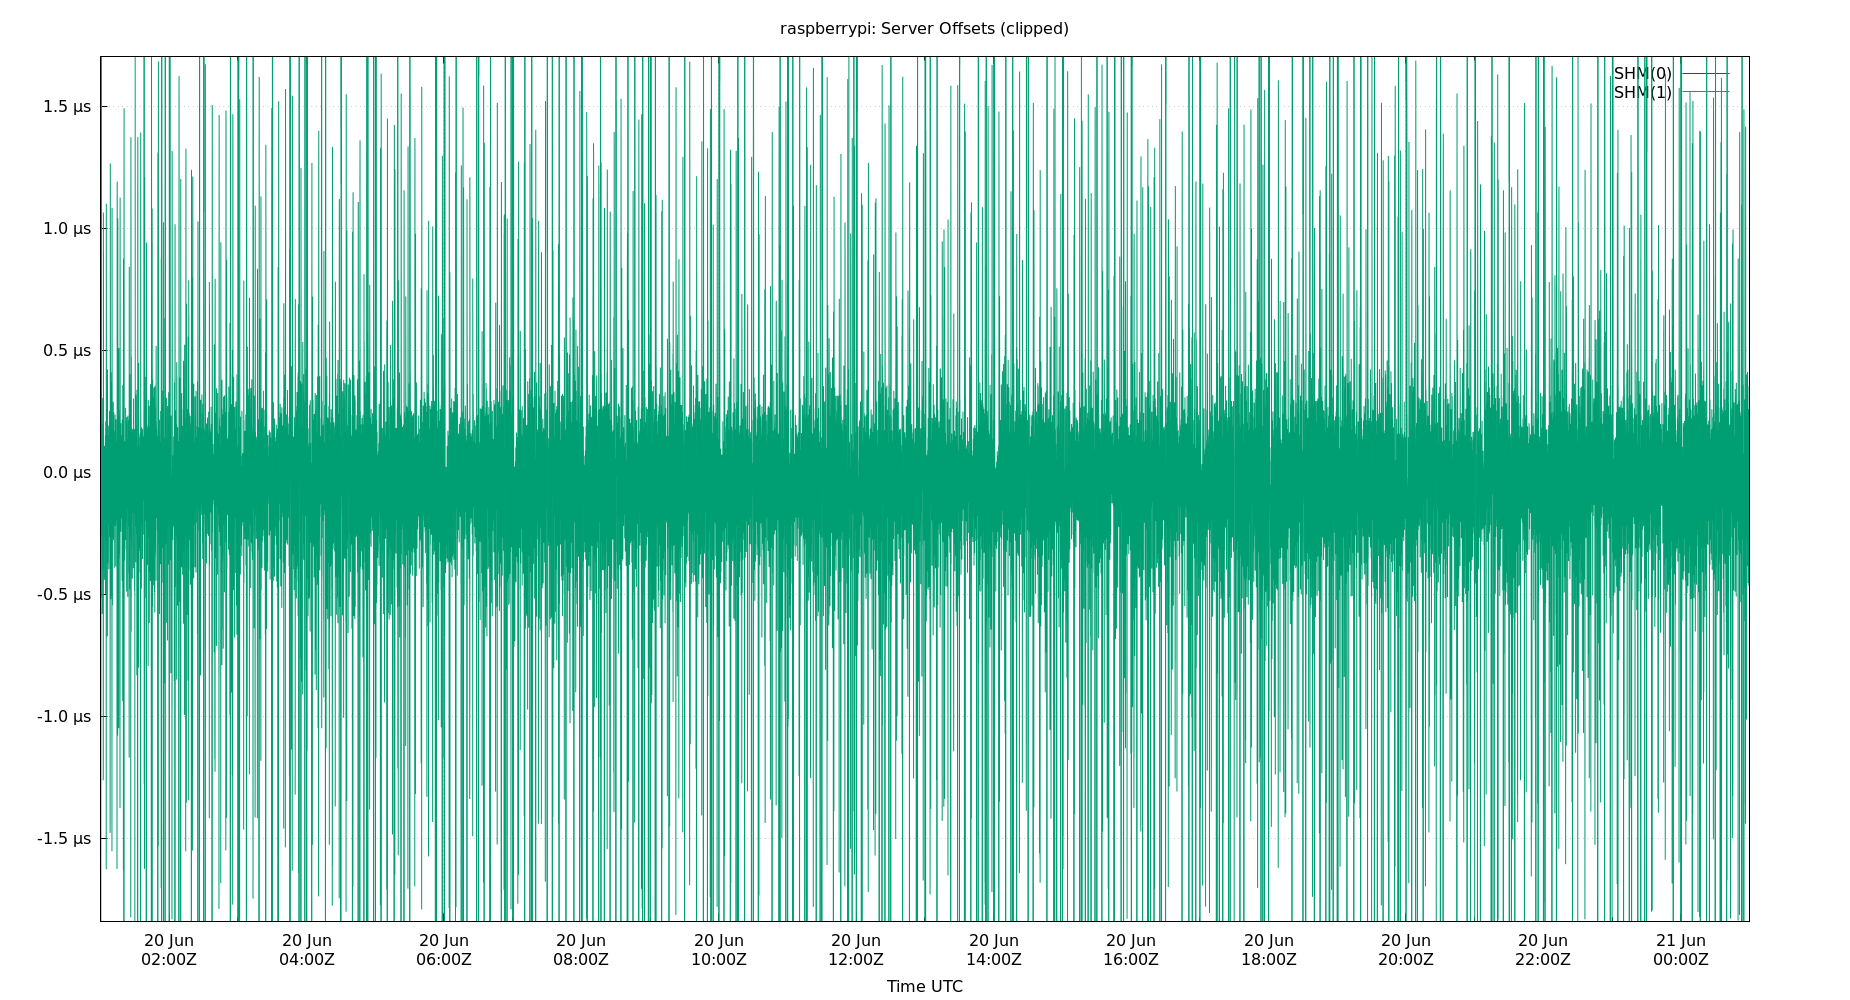 raspberrypi: Server Offsets (clipped)
SHM(0)
SHM(1)
1.5 µs
1.0 µs
0.5 µs
0.0 µs
-0.5 µs
-1.0 µs
-1.5 µs
20 Jun 20 Jun 20 Jun 20 Jun 20 Jun 20 Jun 20 Jun 20 Jun 20 Jun 20 Jun 20 Jun 21 Jun
02:00Z 04:00Z 06:00Z 08:00Z 10:00Z 12:00Z 14:00Z 16:00Z 18:00Z 20:00Z 22:00Z 00:00Z
Time UTC